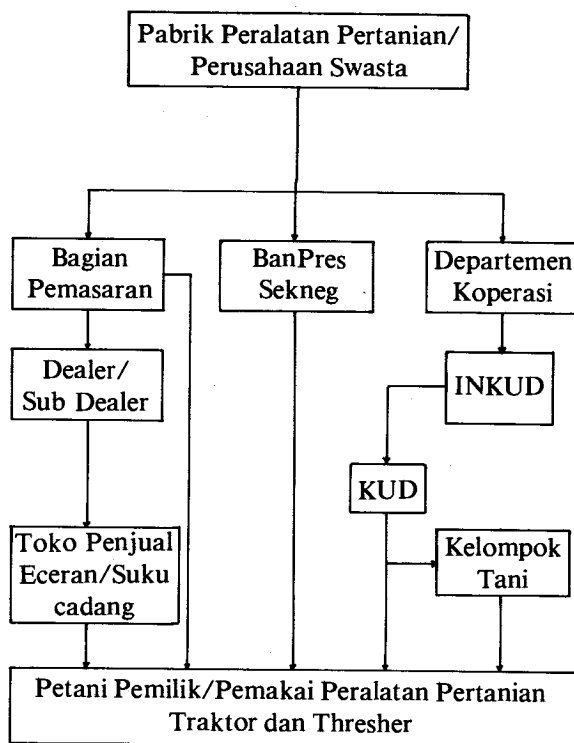 Pabrik Peralatan Pertanian/
Perusahaan Swasta
Bagian
Pemasaran
BanPres
Sekneg
Departemen
Koperasi
Dealer/
Sub Dealer
INKUD
KUD
Toko Penjual
Eceran/Suku
cadang
Kelompok
Tani
Petani Pemilik/Pemakai Peralatan Pertanian
Traktor dan Thresher